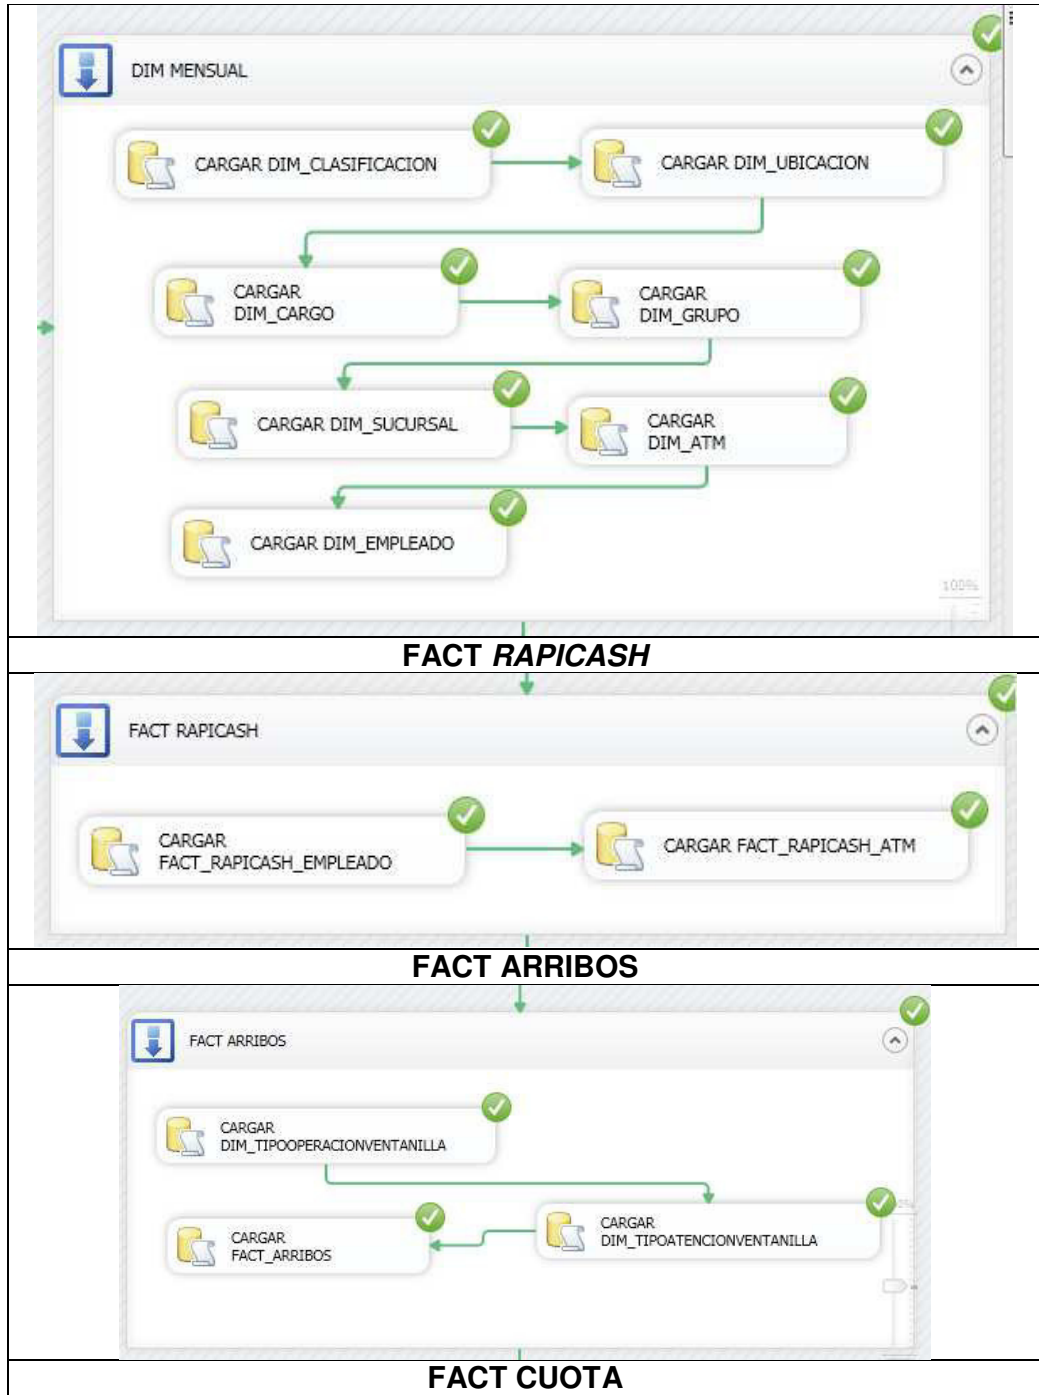 DIM MENSUAL
CARGAR DIM_CLASIFICACION
CARGAR DIM_UBICACION
CARGAR
DIM_CARGO
CARGAR
DIM_GRUPO
CARGAR DIM_SUCURSAL
CARGAR
DIM_ATM
CARGAR DIM_EMPLEADO
100%
FACT RAPICASH
FACT RAPICASH
CARGAR
FACT_RAPICASH_EMPLEADO
CARGAR FACT_RAPICASH_ATM
FACT ARRIBOS
FACT ARRIBOS
CARGAR
DIM_TIPOOPERACIONVENTANILLA
CARGAR
FACT_ARRIBOS
CARGAR
DIM_TIPOATENCIONVENTANILLA
FACT CUOTA